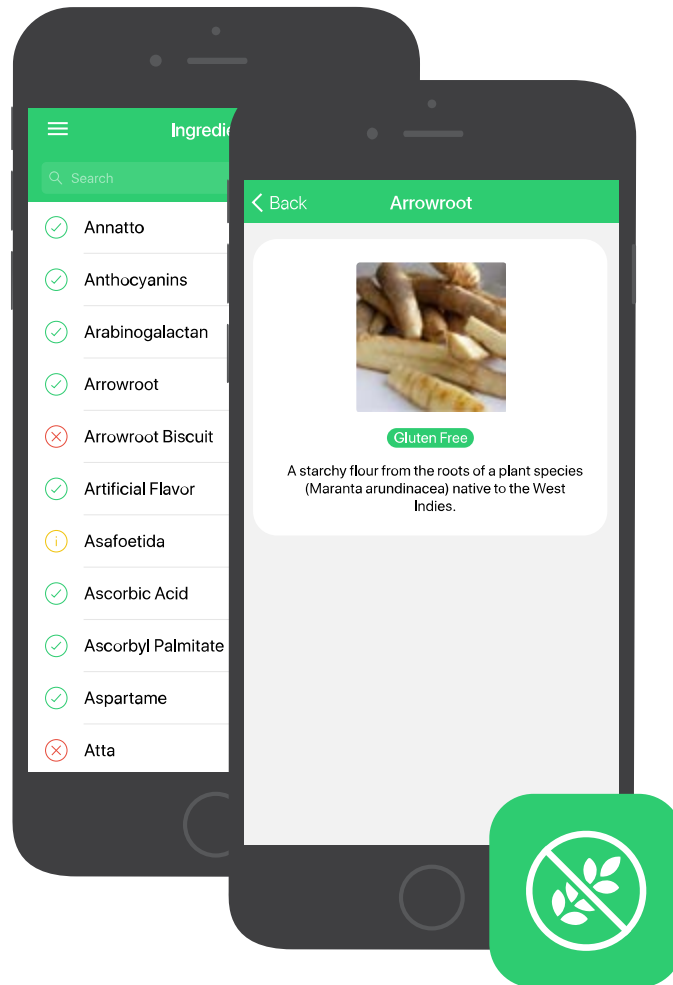 Ingredie
Search
Annatto
Anthocyanins
Arabinogalactan
Arrowroot
Arrowroot Biscuit
Artificial Flavor
Asafoetida
Ascorbic Acid
Ascorbyl Palmitate
Aspartame
Atta
Back
Arrowroot
Gluten Free
A starchy flour from the roots of a plant species
(Maranta arundinacea) native to the West
Indies.